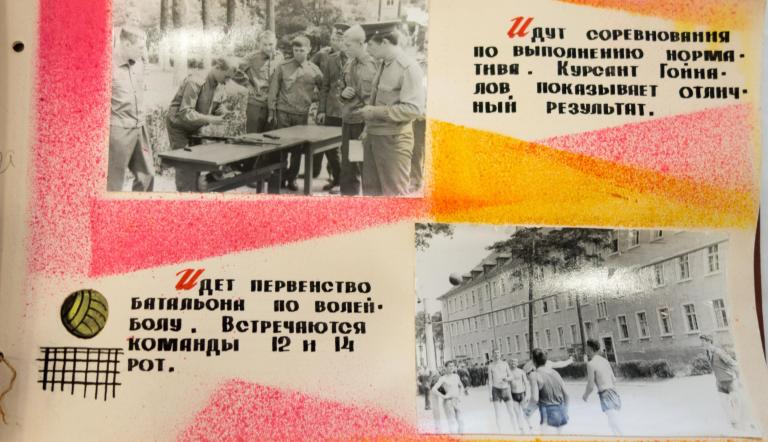 Идут соревнования
по выполнению норма-
тива. Курсант Гойна-
лов показывает отлич-
ный результат.
Идет первенство
батальона по волей-
болу. Встречаются
команды 12 и 14
рот.